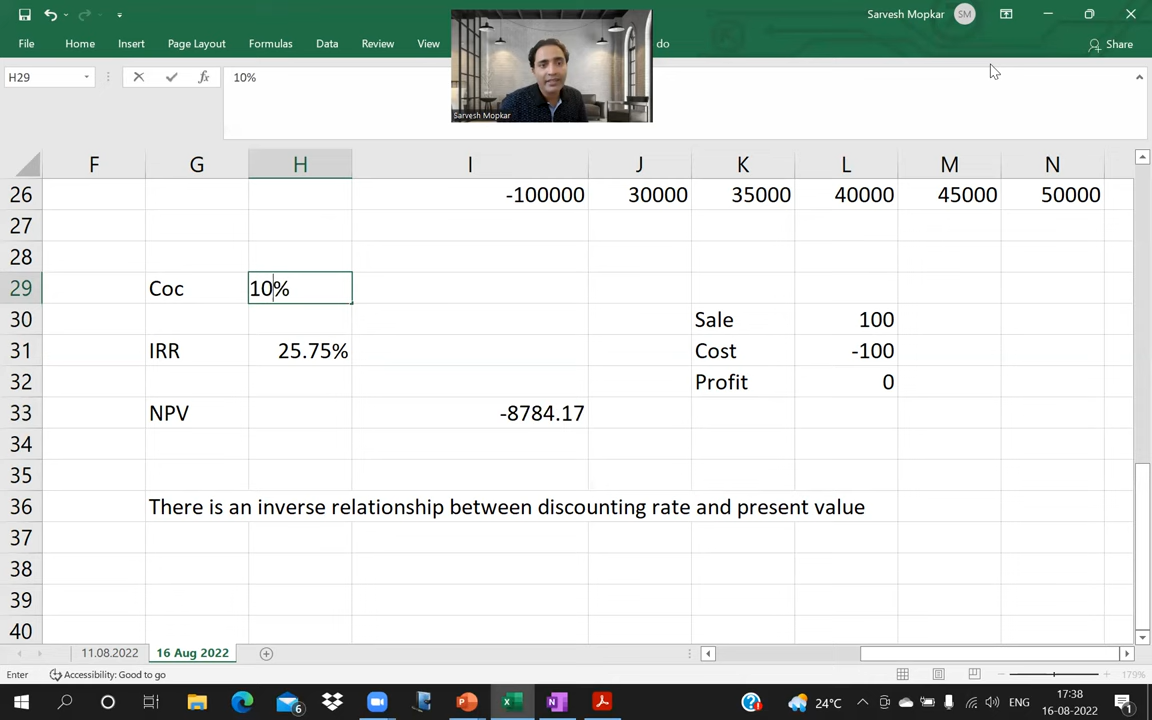 Sarvesh Mopkar SM
File Home Insert Page Layout Formulas Data Review View do Share
H29 fx 10%
Sarvesh Mopkar
F G H I J K L M N
26 -100000 30000 35000 40000 45000 50000
27
28
29 Coc 10%
30 Sale 100
31 IRR 25.75% Cost -100
32 Profit 0
33 NPV -8784.17
34
35
36 There is an inverse relationship between discounting rate and present value
37
38
39
40
11.08.2022 16 Aug 2022
Enter Accessibility: Good to go 179%
6 24°C ENG 17:38
16-08-2022 1